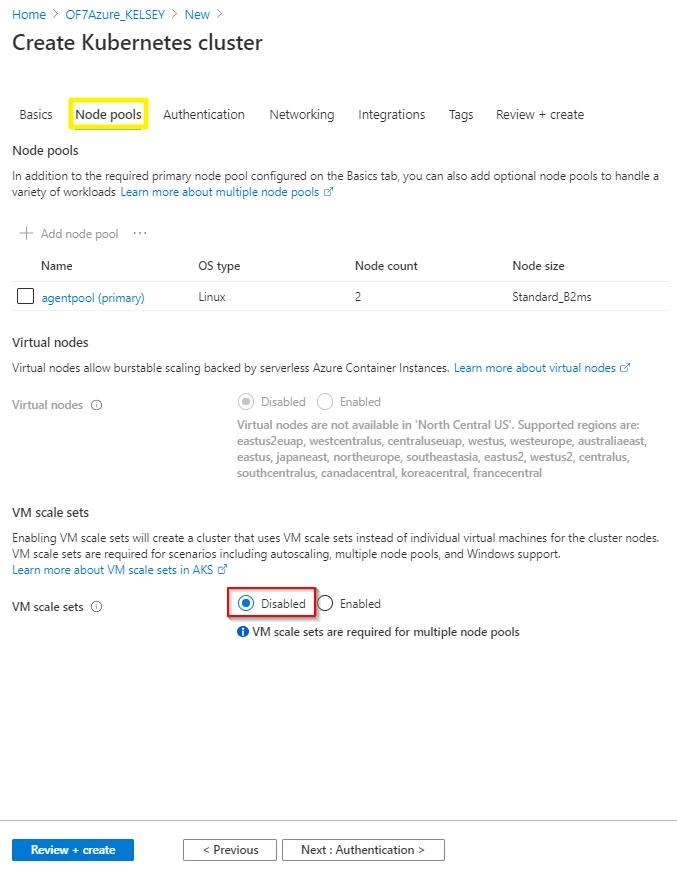 Home > OF7Azure_KELSEY > New >
Create Kubernetes cluster
Basics Node pools Authentication Networking Integrations Tags Review + create
Node pools
In addition to the required primary node pool configured on the Basics tab, you can also add optional node pools to handle a
variety of workloads Learn more about multiple node pools
+ Add node pool ...
Name OS type Node count Node size
agentpool (primary) Linux 2 Standard_B2ms
Virtual nodes
Virtual nodes allow burstable scaling backed by serverless Azure Container Instances. Learn more about virtual nodes
Virtual nodes Disabled Enabled
Virtual nodes are not available in 'North Central US'. Supported regions are:
eastus2euap, westcentralus, centraluseuap, westus, westeurope, australiaeast,
eastus, japaneast, northeurope, southeastasia, eastus2, westus2, centralus,
southcentralus, canadacentral, koreacentral, francecentral
VM scale sets
Enabling VM scale sets will create a cluster that uses VM scale sets instead of individual virtual machines for the cluster nodes.
VM scale sets are required for scenarios including autoscaling, multiple node pools, and Windows support.
Learn more about VM scale sets in AKS
VM scale sets Disabled Enabled
VM scale sets are required for multiple node pools
Review + create < Previous Next : Authentication >